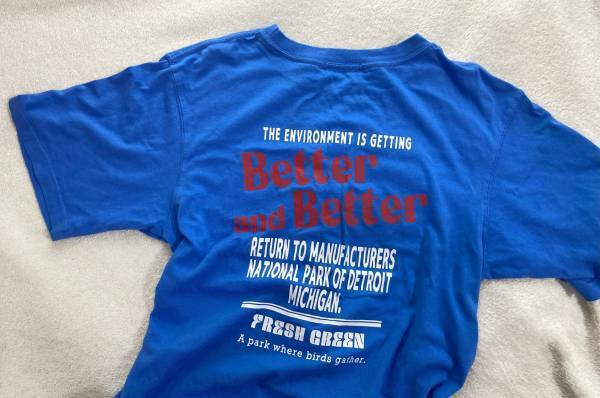 THE ENVIRONMENT IS GETTING
Better
and Better
RETURN TO MANUFACTURERS
NATIONAL PARK OF DETROIT
MICHIGAN.
FRESH GREEN
A park where birds gather.